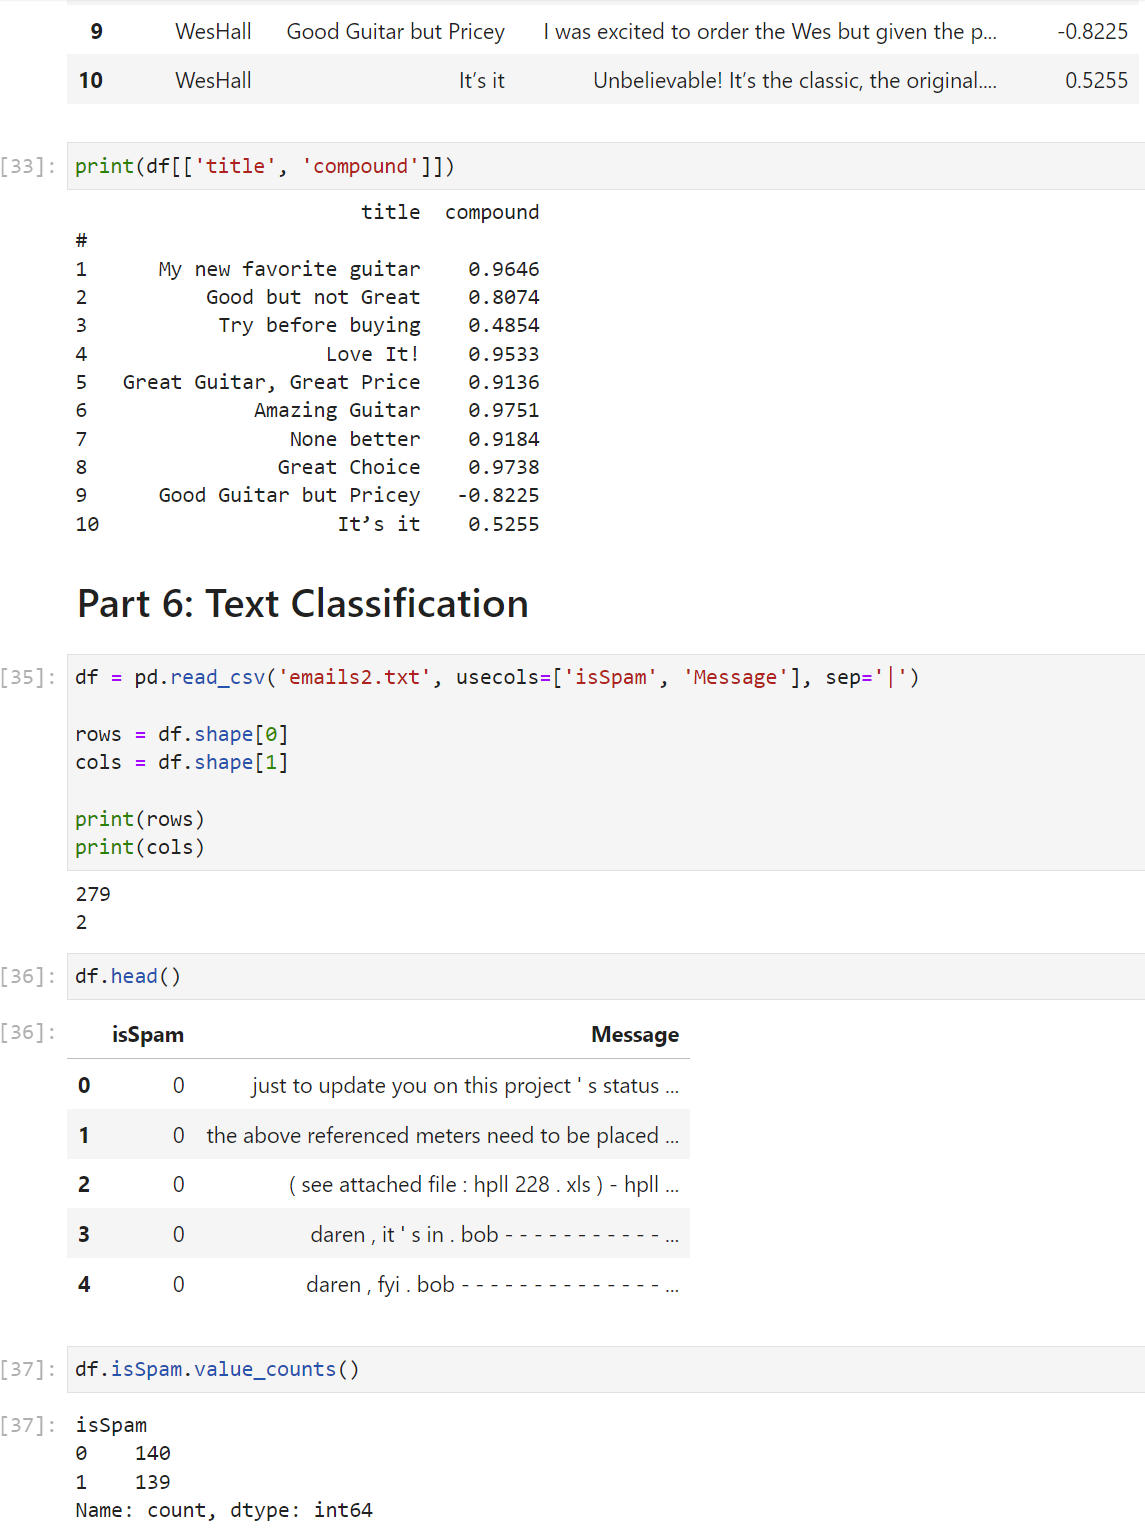 9 WesHall Good Guitar but Pricey I was excited to order the Wes but given the p... -0.8225
10 WesHall It’s it Unbelievable! It’s the classic, the original.... 0.5255
[33]: print(df[['title', 'compound']])
title compound
#
1 My new favorite guitar 0.9646
2 Good but not Great 0.8074
3 Try before buying 0.4854
4 Love It! 0.9533
5 Great Guitar, Great Price 0.9136
6 Amazing Guitar 0.9751
7 None better 0.9184
8 Great Choice 0.9738
9 Good Guitar but Pricey -0.8225
10 It’s it 0.5255
Part 6: Text Classification
[35]: df = pd.read_csv('emails2.txt', usecols=['isSpam', 'Message'], sep='|')
rows = df.shape[0]
cols = df.shape[1]
print(rows)
print(cols)
279
2
[36]: df.head()
[36]: isSpam Message
0 0 just to update you on this project ' s status ...
1 0 the above referenced meters need to be placed ...
2 0 ( see attached file : hpll 228 . xls ) - hpll ...
3 0 daren , it ' s in . bob - - - - - - - - - - - ...
4 0 daren , fyi . bob - - - - - - - - - - - - - - ...
[37]: df.isSpam.value_counts()
[37]: isSpam
0 140
1 139
Name: count, dtype: int64